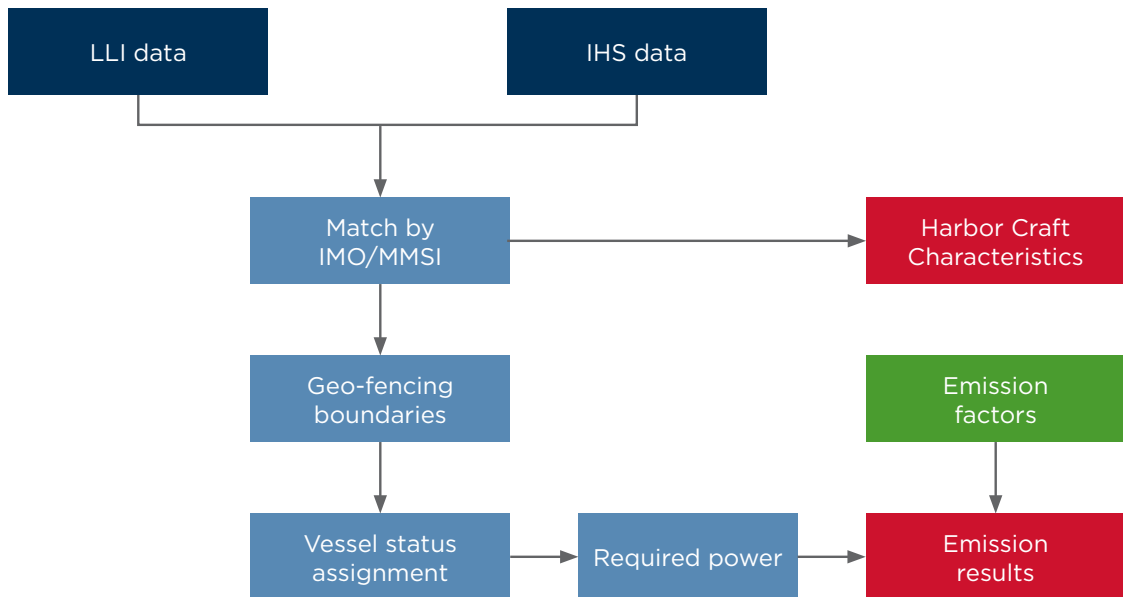 LLI data
IHS data
Match by
IMO/MMSI
Harbor Craft
Characteristics
Geo-fencing
boundaries
Emission
factors
Vessel status
assignment
Required power
Emission
results